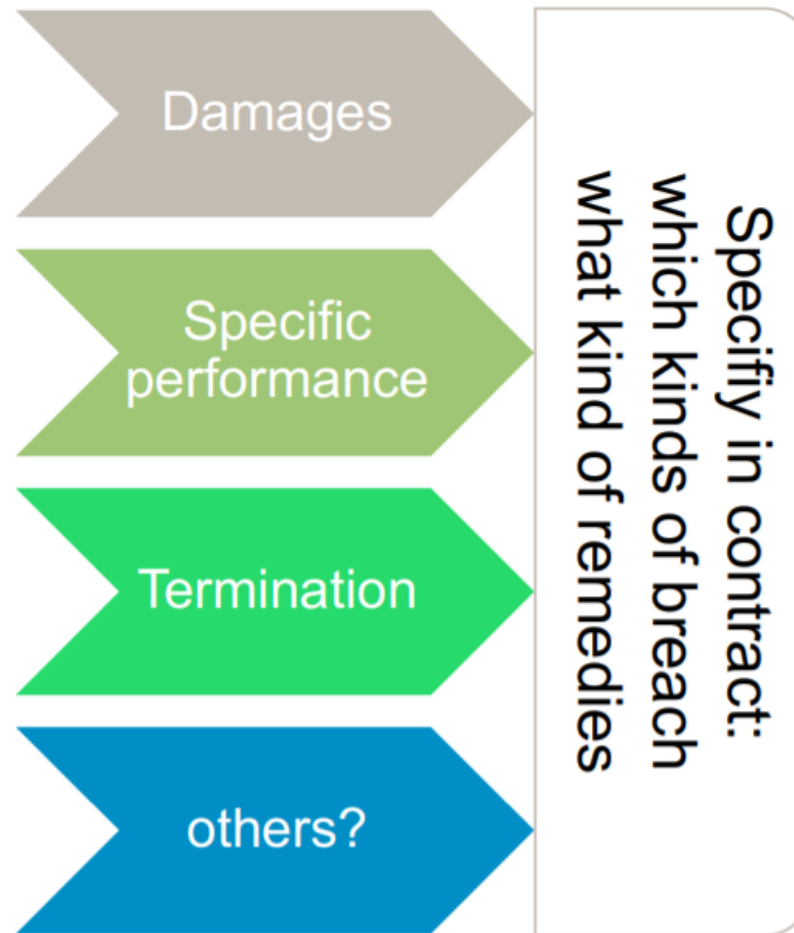 Damages
Specific
performance
Termination
others?
Specifiy in contract:
which kinds of breach
what kind of remedies